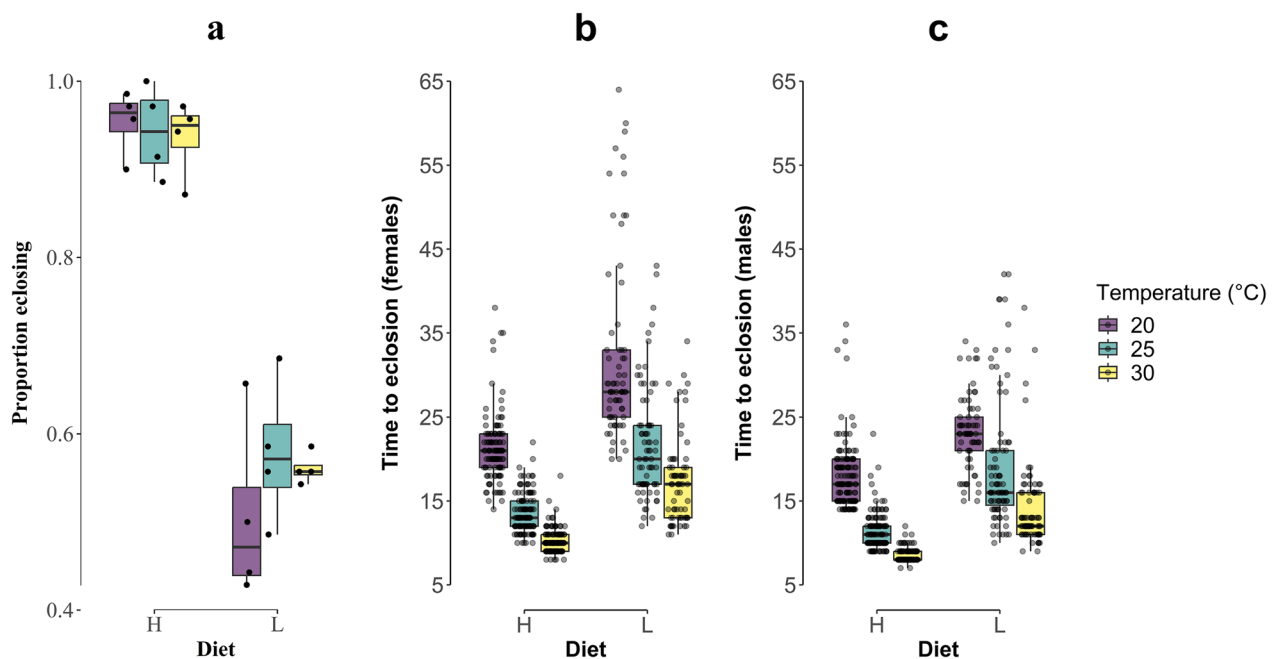 a
Proportion eclosing
1.0
0.8
0.6
0.4
H
L
Diet
b
Time to eclosion (females)
65
55
45
35
25
15
5
H
L
Diet
c
Time to eclosion (males)
65
55
45
35
25
15
5
H
L
Diet
Temperature (°C)
20
25
30